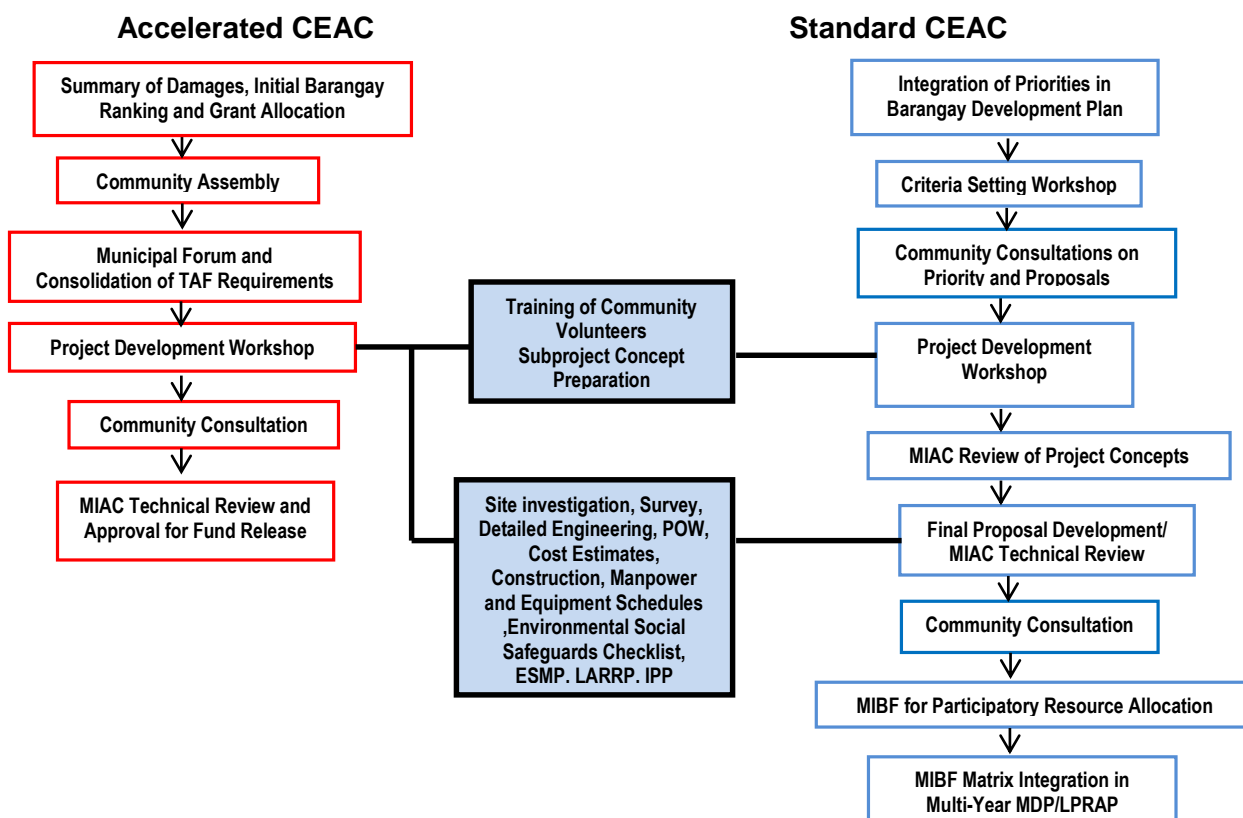 Accelerated CEAC
Summary of Damages, Initial Barangay
Ranking and Grant Allocation
Community Assembly
Municipal Forum and
Consolidation of TAF Requirements
Project Development Workshop
Community Consultation
MIAC Technical Review and
Approval for Fund Release
Training of Community
Volunteers
Subproject Concept
Preparation
Site investigation, Survey,
Detailed Engineering, POW,
Cost Estimates,
Construction, Manpower
and Equipment Schedules
,Environmental Social
Safeguards Checklist,
ESMP. LARRP. IPP
Standard CEAC
Integration of Priorities in
Barangay Development Plan
Criteria Setting Workshop
Community Consultations on
Priority and Proposals
Project Development
Workshop
MIAC Review of Project Concepts
Final Proposal Development/
MIAC Technical Review
Community Consultation
MIBF for Participatory Resource Allocation
MIBF Matrix Integration in
Multi-Year MDP/LPRAP